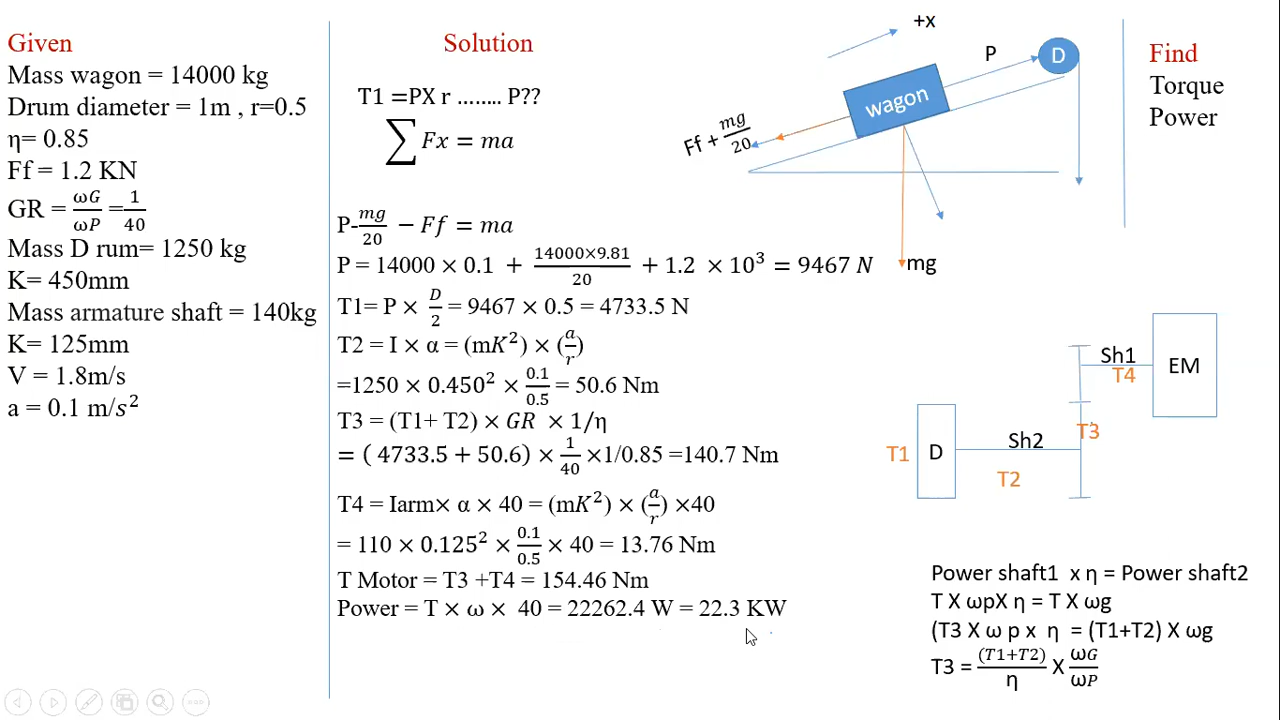 Given
Mass wagon = 14000 kg
Drum diameter = 1m , r=0.5
η= 0.85
Ff = 1.2 KN
GR = ωG/ωP = 1/40
Mass D rum= 1250 kg
K= 450mm
Mass armature shaft = 140kg
K= 125mm
V = 1.8m/s
a = 0.1 m/s²
Solution
T1 =PX r ........ P??
∑ Fx = ma
P- mg/20 − Ff = ma
P = 14000 × 0.1 + 14000×9.81/20 + 1.2 × 10³ = 9467 N
T1= P × D/2 = 9467 × 0.5 = 4733.5 N
T2 = I × α = (mK²) × (a/r)
=1250 × 0.450² × 0.1/0.5 = 50.6 Nm
T3 = (T1+ T2) × GR × 1/η
= ( 4733.5 + 50.6) × 1/40 ×1/0.85 =140.7 Nm
T4 = Iarm× α × 40 = (mK²) × (a/r) ×40
= 110 × 0.125² × 0.1/0.5 × 40 = 13.76 Nm
T Motor = T3 +T4 = 154.46 Nm
Power = T × ω × 40 = 22262.4 W = 22.3 KW
+x
P
D
wagon
Ff + mg/20
mg
Find
Torque
Power
Sh1
T4
EM
T3
T1
D
Sh2
T2
Power shaft1 x η = Power shaft2
T X ωpX η = T X ωg
(T3 X ω p x η = (T1+T2) X ωg
T3 = (T1+T2)/η X ωG/ωP